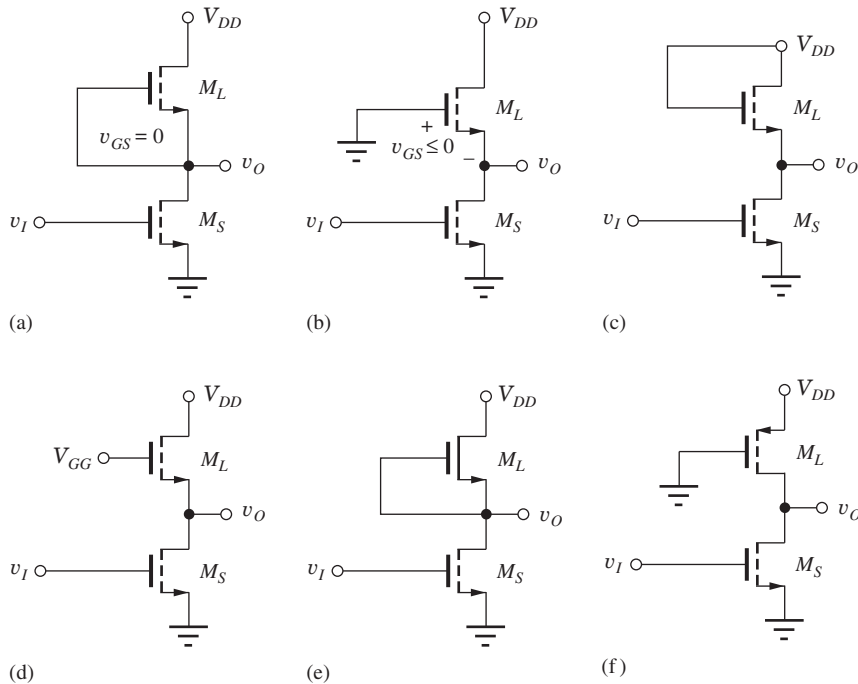 V_DD
M_L
v_GS = 0
v_O
v_I
M_S
(a)
V_DD
M_L
+
v_GS ≤ 0
−
v_O
v_I
M_S
(b)
V_DD
M_L
v_O
v_I
M_S
(c)
V_DD
V_GG
M_L
v_O
v_I
M_S
(d)
V_DD
M_L
v_O
v_I
M_S
(e)
V_DD
M_L
v_O
v_I
M_S
(f)